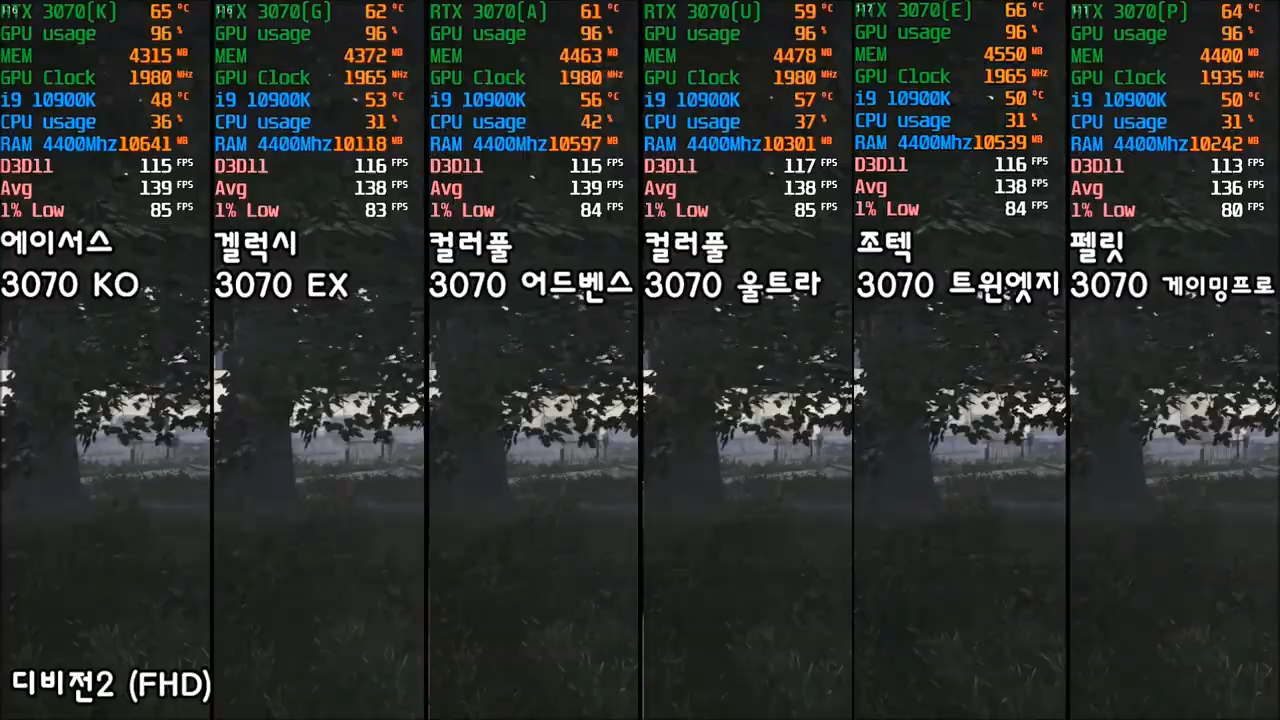 RTX 3070(K) 65 °C
GPU usage 96 %
MEM 4315 MB
GPU Clock 1980 MHz
i9 10900K 48 °C
CPU usage 36 %
RAM 4400Mhz 10641 MB
D3D11 115 FPS
Avg 139 FPS
1% Low 85 FPS
에이서스
3070 KO
RTX 3070(G) 62 °C
GPU usage 96 %
MEM 4372 MB
GPU Clock 1965 MHz
i9 10900K 53 °C
CPU usage 31 %
RAM 4400Mhz 10118 MB
D3D11 116 FPS
Avg 138 FPS
1% Low 83 FPS
겔럭시
3070 EX
RTX 3070(A) 61 °C
GPU usage 96 %
MEM 4463 MB
GPU Clock 1980 MHz
i9 10900K 56 °C
CPU usage 42 %
RAM 4400Mhz 10597 MB
D3D11 115 FPS
Avg 139 FPS
1% Low 84 FPS
컬러풀
3070 어드벤스
RTX 3070(U) 59 °C
GPU usage 96 %
MEM 4478 MB
GPU Clock 1980 MHz
i9 10900K 57 °C
CPU usage 37 %
RAM 4400Mhz 10301 MB
D3D11 117 FPS
Avg 138 FPS
1% Low 85 FPS
컬러풀
3070 울트라
RTX 3070(E) 66 °C
GPU usage 96 %
MEM 4550 MB
GPU Clock 1965 MHz
i9 10900K 50 °C
CPU usage 31 %
RAM 4400Mhz 10539 MB
D3D11 116 FPS
Avg 138 FPS
1% Low 84 FPS
조텍
3070 트윈엣지
RTX 3070(P) 64 °C
GPU usage 96 %
MEM 4400 MB
GPU Clock 1935 MHz
i9 10900K 50 °C
CPU usage 31 %
RAM 4400Mhz 10242 MB
D3D11 113 FPS
Avg 136 FPS
1% Low 80 FPS
펠릿
3070 게이밍프로
디비전2 (FHD)